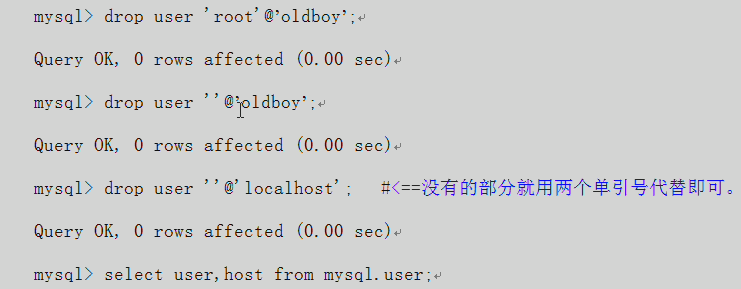 mysql> drop user 'root'@'oldboy';
Query OK, 0 rows affected (0.00 sec)
mysql> drop user ''@'oldboy';
Query OK, 0 rows affected (0.00 sec)
mysql> drop user ''@'localhost';   #<==没有的部分就用两个单引号代替即可。
Query OK, 0 rows affected (0.00 sec)
mysql> select user,host from mysql.user;